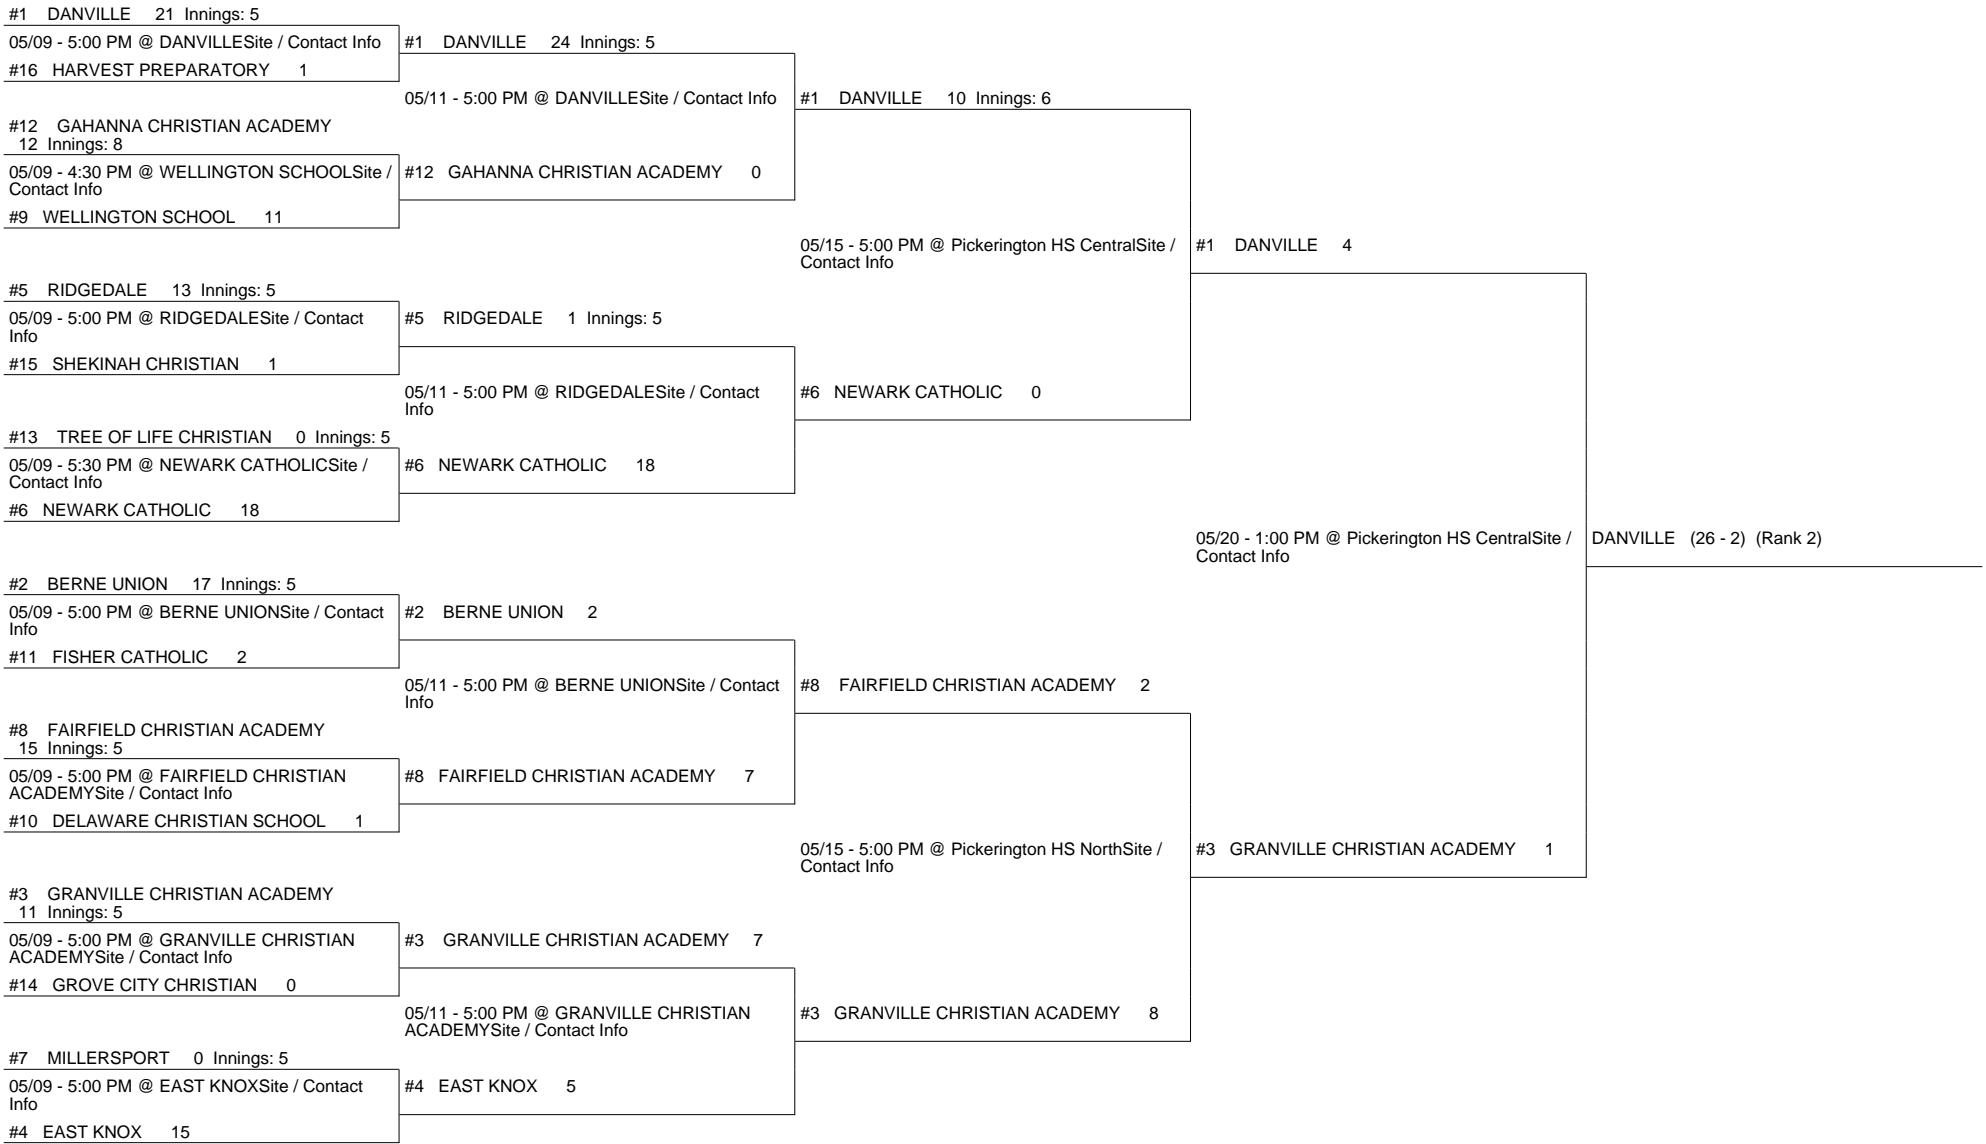 #1 DANVILLE 21 Innings: 5
05/09 - 5:00 PM @ DANVILLESite / Contact Info
#16 HARVEST PREPARATORY 1
#12 GAHANNA CHRISTIAN ACADEMY
12 Innings: 8
05/09 - 4:30 PM @ WELLINGTON SCHOOLSite /
Contact Info
#9 WELLINGTON SCHOOL 11
#5 RIDGEDALE 13 Innings: 5
05/09 - 5:00 PM @ RIDGEDALESite / Contact
Info
#15 SHEKINAH CHRISTIAN 1
#13 TREE OF LIFE CHRISTIAN 0 Innings: 5
05/09 - 5:30 PM @ NEWARK CATHOLICSite /
Contact Info
#6 NEWARK CATHOLIC 18
#2 BERNE UNION 17 Innings: 5
05/09 - 5:00 PM @ BERNE UNIONSite / Contact
Info
#11 FISHER CATHOLIC 2
#8 FAIRFIELD CHRISTIAN ACADEMY
15 Innings: 5
05/09 - 5:00 PM @ FAIRFIELD CHRISTIAN
ACADEMYSite / Contact Info
#10 DELAWARE CHRISTIAN SCHOOL 1
#3 GRANVILLE CHRISTIAN ACADEMY
11 Innings: 5
05/09 - 5:00 PM @ GRANVILLE CHRISTIAN
ACADEMYSite / Contact Info
#14 GROVE CITY CHRISTIAN 0
#7 MILLERSPORT 0 Innings: 5
05/09 - 5:00 PM @ EAST KNOXSite / Contact
Info
#4 EAST KNOX 15
#1 DANVILLE 24 Innings: 5
05/11 - 5:00 PM @ DANVILLESite / Contact Info
#12 GAHANNA CHRISTIAN ACADEMY 0
#5 RIDGEDALE 1 Innings: 5
05/11 - 5:00 PM @ RIDGEDALESite / Contact
Info
#6 NEWARK CATHOLIC 18
#2 BERNE UNION 2
05/11 - 5:00 PM @ BERNE UNIONSite / Contact
Info
#8 FAIRFIELD CHRISTIAN ACADEMY 7
#3 GRANVILLE CHRISTIAN ACADEMY 7
05/11 - 5:00 PM @ GRANVILLE CHRISTIAN
ACADEMYSite / Contact Info
#4 EAST KNOX 5
#1 DANVILLE 10 Innings: 6
05/15 - 5:00 PM @ Pickerington HS CentralSite /
Contact Info
#6 NEWARK CATHOLIC 0
#8 FAIRFIELD CHRISTIAN ACADEMY 2
05/15 - 5:00 PM @ Pickerington HS NorthSite /
Contact Info
#3 GRANVILLE CHRISTIAN ACADEMY 8
#1 DANVILLE 4
05/20 - 1:00 PM @ Pickerington HS CentralSite /
Contact Info
#3 GRANVILLE CHRISTIAN ACADEMY 1
DANVILLE (26 - 2) (Rank 2)